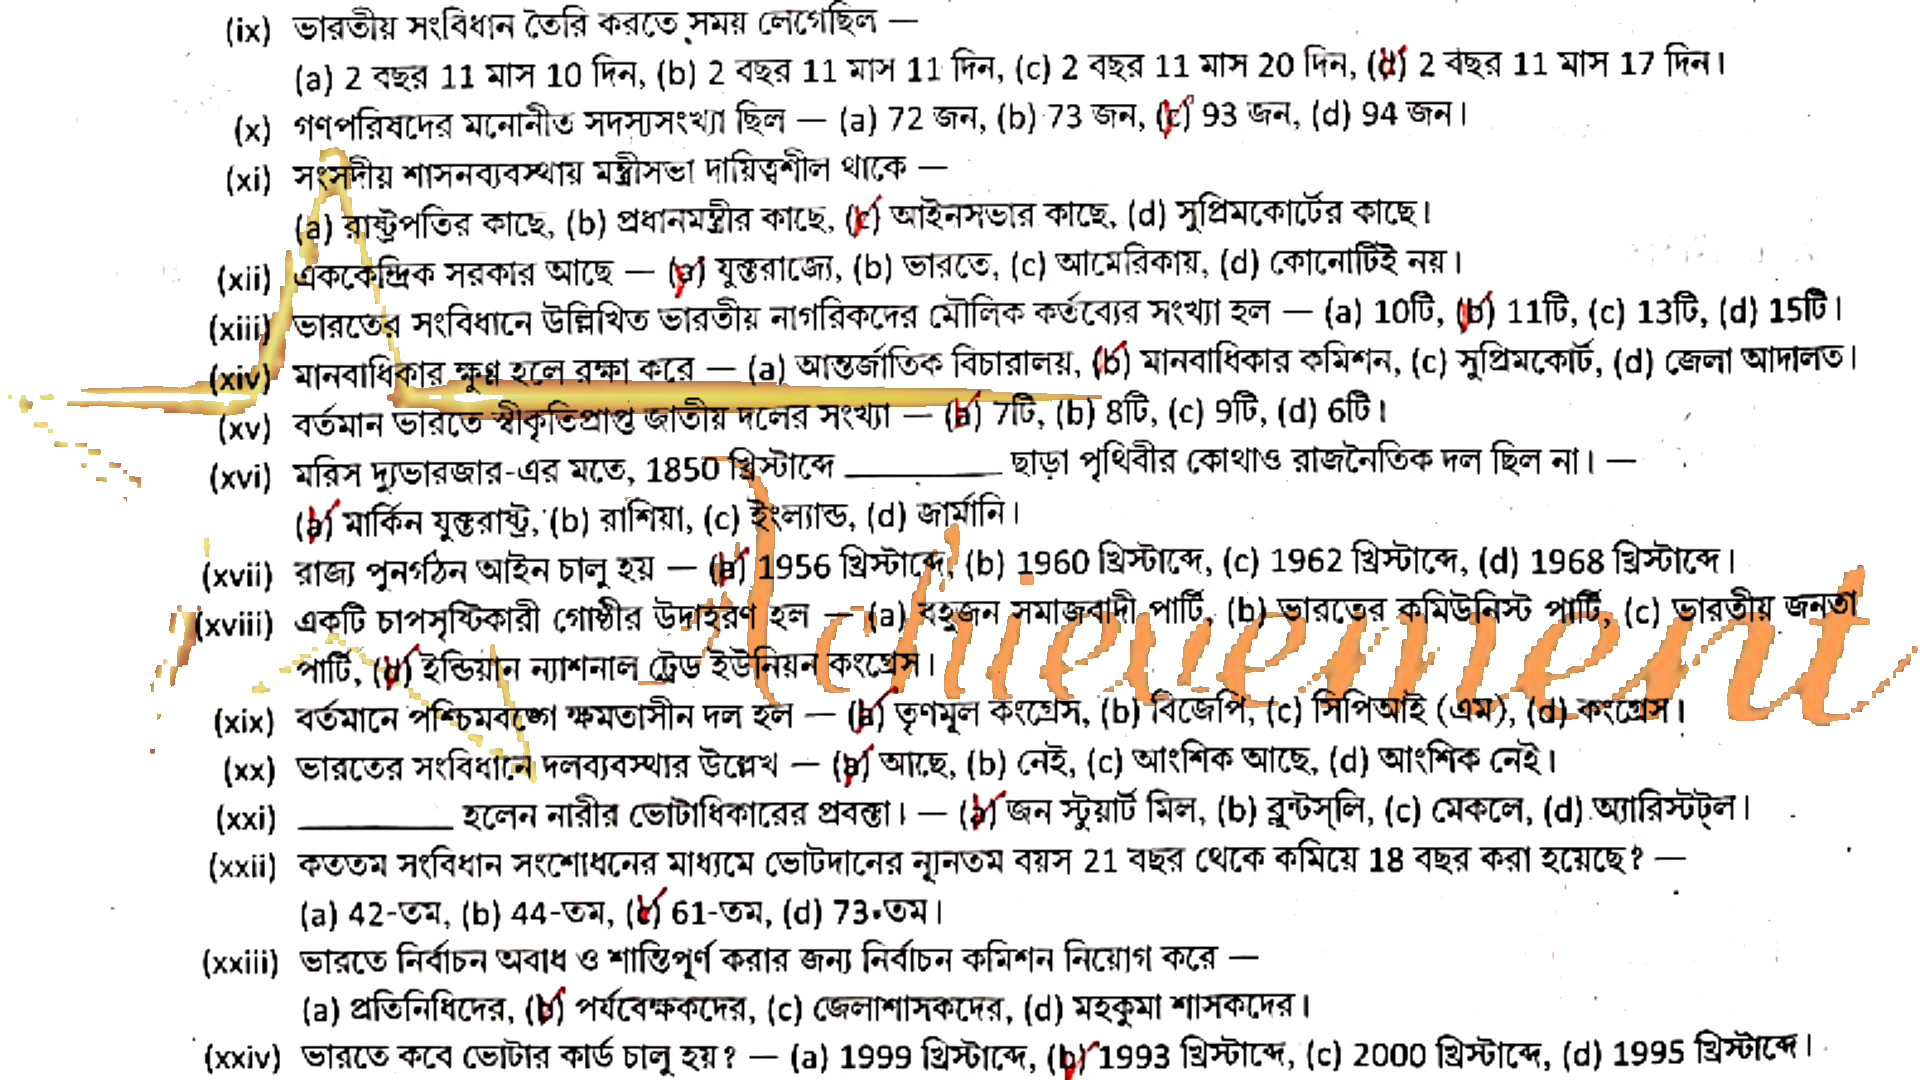 (ix) ভারতীয় সংবিধান তৈরি করতে সময় লেগেছিল —
(a) 2 বছর 11 মাস 10 দিন, (b) 2 বছর 11 মাস 11 দিন, (c) 2 বছর 11 মাস 20 দিন, (d) 2 বছর 11 মাস 17 দিন।
(x) গণপরিষদের মনোনীত সদস্যসংখ্যা ছিল — (a) 72 জন, (b) 73 জন, (c) 93 জন, (d) 94 জন।
(xi) সংসদীয় শাসনব্যবস্থায় মন্ত্রীসভা দায়িত্বশীল থাকে —
(a) রাষ্ট্রপতির কাছে, (b) প্রধানমন্ত্রীর কাছে, (c) আইনসভার কাছে, (d) সুপ্রিমকোর্টের কাছে।
(xii) এককেন্দ্রিক সরকার আছে — (a) যুক্তরাজ্যে, (b) ভারতে, (c) আমেরিকায়, (d) কোনোটিই নয়।
(xiii) ভারতের সংবিধানে উল্লিখিত ভারতীয় নাগরিকদের মৌলিক কর্তব্যের সংখ্যা হল — (a) 10টি, (b) 11টি, (c) 13টি, (d) 15টি।
(xiv) মানবাধিকার ক্ষুণ্ণ হলে রক্ষা করে — (a) আন্তর্জাতিক বিচারালয়, (b) মানবাধিকার কমিশন, (c) সুপ্রিমকোর্ট, (d) জেলা আদালত।
(xv) বর্তমান ভারতে স্বীকৃতিপ্রাপ্ত জাতীয় দলের সংখ্যা — (a) 7টি, (b) 8টি, (c) 9টি, (d) 6টি।
(xvi) মরিস দ্যুভারজার-এর মতে, 1850 খ্রিস্টাব্দে ________ ছাড়া পৃথিবীর কোথাও রাজনৈতিক দল ছিল না। —
(a) মার্কিন যুক্তরাষ্ট্র, (b) রাশিয়া, (c) ইংল্যান্ড, (d) জার্মানি।
(xvii) রাজ্য পুনর্গঠন আইন চালু হয় — (a) 1956 খ্রিস্টাব্দে, (b) 1960 খ্রিস্টাব্দে, (c) 1962 খ্রিস্টাব্দে, (d) 1968 খ্রিস্টাব্দে।
(xviii) একটি চাপসৃষ্টিকারী গোষ্ঠীর উদাহরণ হল — (a) বহুজন সমাজবাদী পার্টি, (b) ভারতের কমিউনিস্ট পার্টি, (c) ভারতীয় জনতা
পার্টি, (d) ইন্ডিয়ান ন্যাশনাল ট্রেড ইউনিয়ন কংগ্রেস।
Achievement
(xix) বর্তমানে পশ্চিমবঙ্গে ক্ষমতাসীন দল হল — (a) তৃণমূল কংগ্রেস, (b) বিজেপি, (c) সিপিআই (এম), (d) কংগ্রেস।
(xx) ভারতের সংবিধানে দলব্যবস্থার উল্লেখ — (a) আছে, (b) নেই, (c) আংশিক আছে, (d) আংশিক নেই।
(xxi) ________ হলেন নারীর ভোটাধিকারের প্রবক্তা। — (a) জন স্টুয়ার্ট মিল, (b) ব্লুন্টস্‌লি, (c) মেকলে, (d) অ্যারিস্টট্‌ল।
(xxii) কততম সংবিধান সংশোধনের মাধ্যমে ভোটদানের ন্যূনতম বয়স 21 বছর থেকে কমিয়ে 18 বছর করা হয়েছে? —
(a) 42-তম, (b) 44-তম, (c) 61-তম, (d) 73-তম।
(xxiii) ভারতে নির্বাচন অবাধ ও শান্তিপূর্ণ করার জন্য নির্বাচন কমিশন নিয়োগ করে —
(a) প্রতিনিধিদের, (b) পর্যবেক্ষকদের, (c) জেলাশাসকদের, (d) মহকুমা শাসকদের।
(xxiv) ভারতে কবে ভোটার কার্ড চালু হয়? — (a) 1999 খ্রিস্টাব্দে, (b) 1993 খ্রিস্টাব্দে, (c) 2000 খ্রিস্টাব্দে, (d) 1995 খ্রিস্টাব্দে।